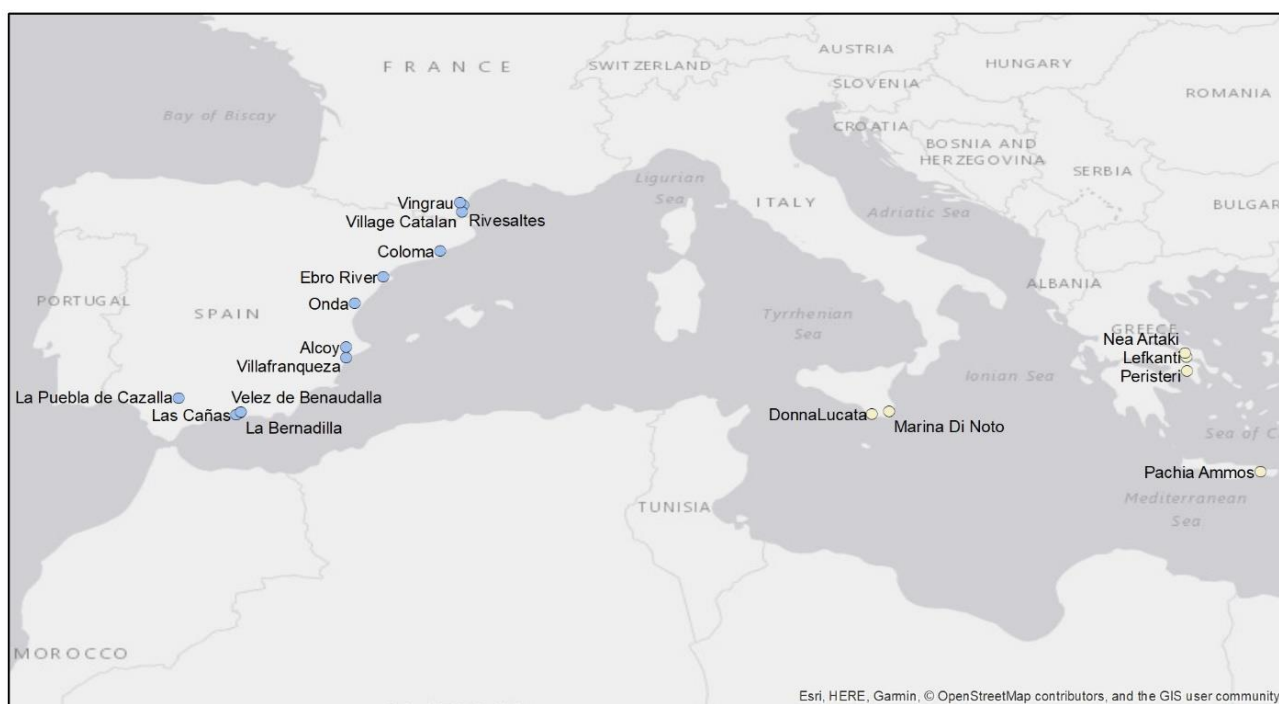 AUSTRIA
FRANCE
SWITZERLAND
HUNGARY
SLOVENIA
ROMANIA
Bay of Biscay
CROATIA
BOSNIA AND
HERZEGOVINA
SERBIA
Ligurian
Sea
Vingrau
ITALY
BULGAR
Village Catalan
Rivesaltes
Adriatic Sea
Coloma
Ebro River
ALBANIA
PORTUGAL
Onda
SPAIN
Tyrrhenian
Sea
GREECE
Nea Artaki
Alcoy
Lefkanti
Villafranqueza
Ionian Sea
Peristeri
La Puebla de Cazalla
Velez de Benaudalla
Las Cañas
DonnaLucata
La Bernadilla
Marina Di Noto
Sea of C
Pachia Ammos
Mediterranean
Sea
TUNISIA
MOROCCO
Esri, HERE, Garmin, © OpenStreetMap contributors, and the GIS user community